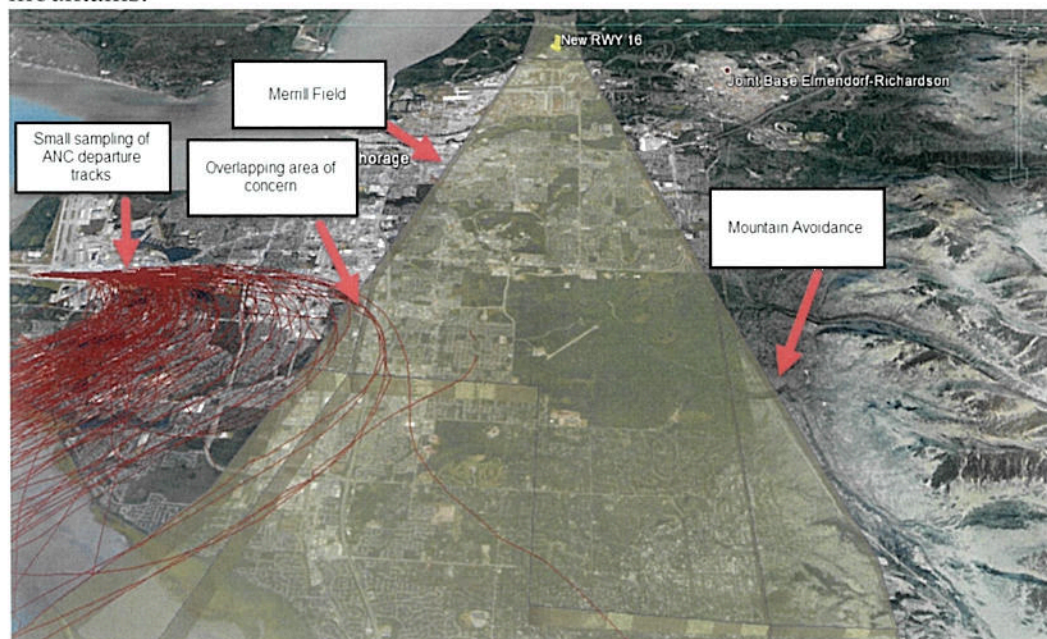 New RWY 16
Joint Base Elmendorf-Richardson
Merrill Field
Small sampling of
ANC departure
tracks
horage
Overlapping area of
concern
Mountain Avoidance